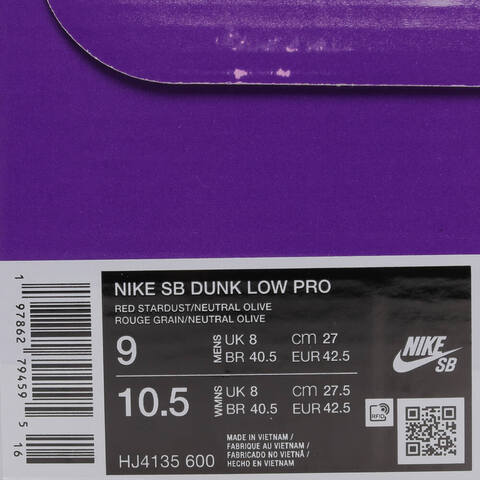 NIKE SB DUNK LOW PRO
RED STARDUST/NEUTRAL OLIVE
ROUGE GRAIN/NEUTRAL OLIVE
9 MENS UK 8 cm 27
BR 40.5 EUR 42.5
10.5 WMNS UK 8 cm 27.5
BR 40.5 EUR 42.5
NIKE
SB
RFID
HJ4135 600
MADE IN VIETNAM /
FABRIQUE AU VIETNAM /
FABRICADO NO VIETNÃ /
HECHO EN VIETNAM
1 97862 79459 5 16